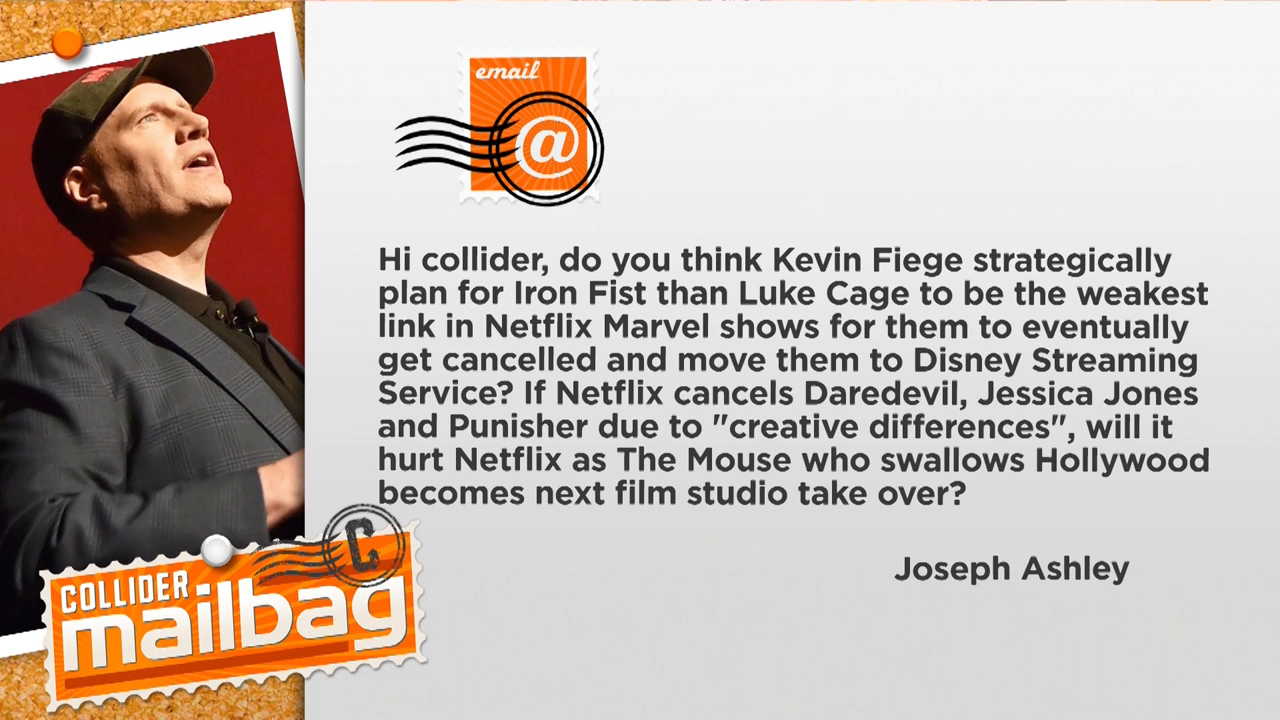 email
@
Hi collider, do you think Kevin Fiege strategically
plan for Iron Fist than Luke Cage to be the weakest
link in Netflix Marvel shows for them to eventually
get cancelled and move them to Disney Streaming
Service? If Netflix cancels Daredevil, Jessica Jones
and Punisher due to "creative differences", will it
hurt Netflix as The Mouse who swallows Hollywood
becomes next film studio take over?
Joseph Ashley
C
COLLIDER
mailbag